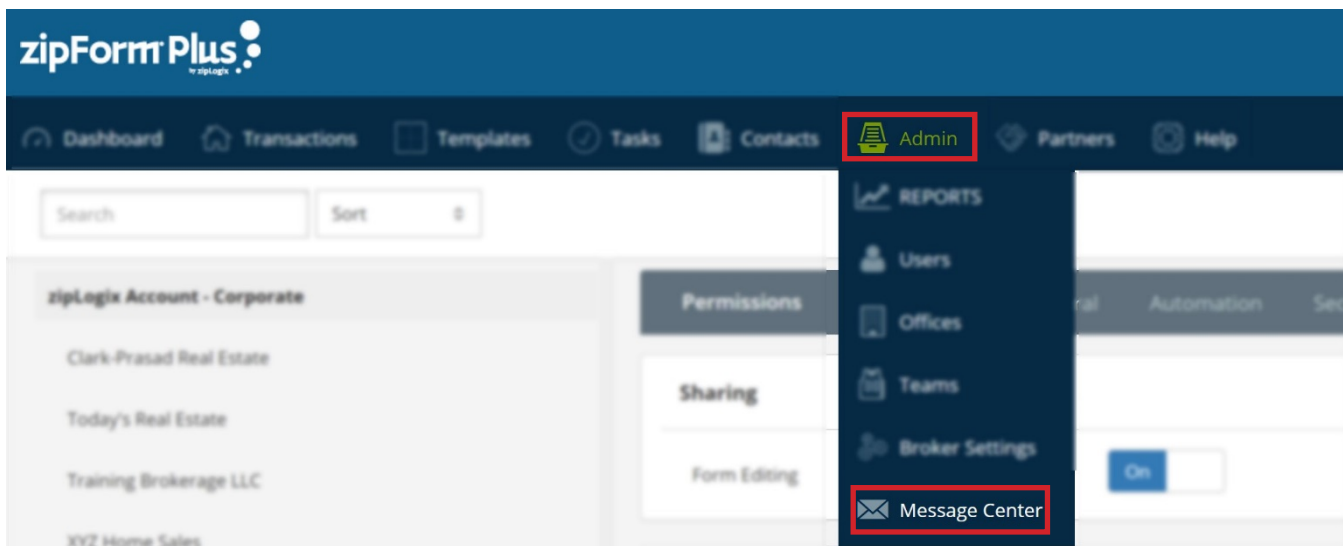 zipForm Plus
by zipLogix
Dashboard Transactions Templates Tasks Contacts Admin Partners Help
Search Sort
REPORTS
Users
Offices
Teams
Broker Settings
Message Center
zipLogix Account - Corporate
Clark-Prasad Real Estate
Today's Real Estate
Training Brokerage LLC
XYZ Home Sales
Permissions ral Automation Sec
Sharing
Form Editing On